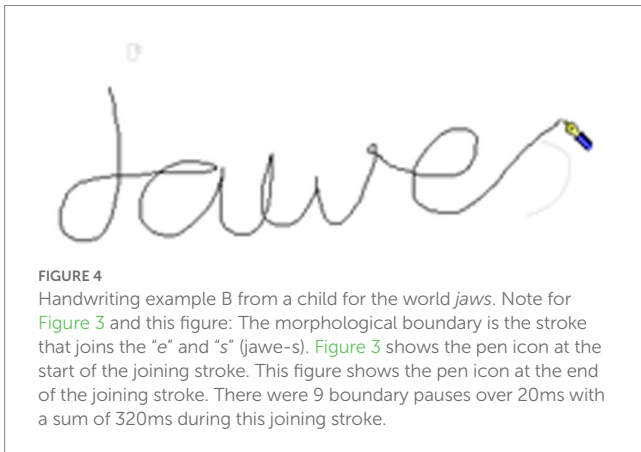 jawes
FIGURE 4
Handwriting example B from a child for the world jaws. Note for
Figure 3 and this figure: The morphological boundary is the stroke
that joins the "e" and "s" (jawe-s). Figure 3 shows the pen icon at the
start of the joining stroke. This figure shows the pen icon at the end
of the joining stroke. There were 9 boundary pauses over 20ms with
a sum of 320ms during this joining stroke.